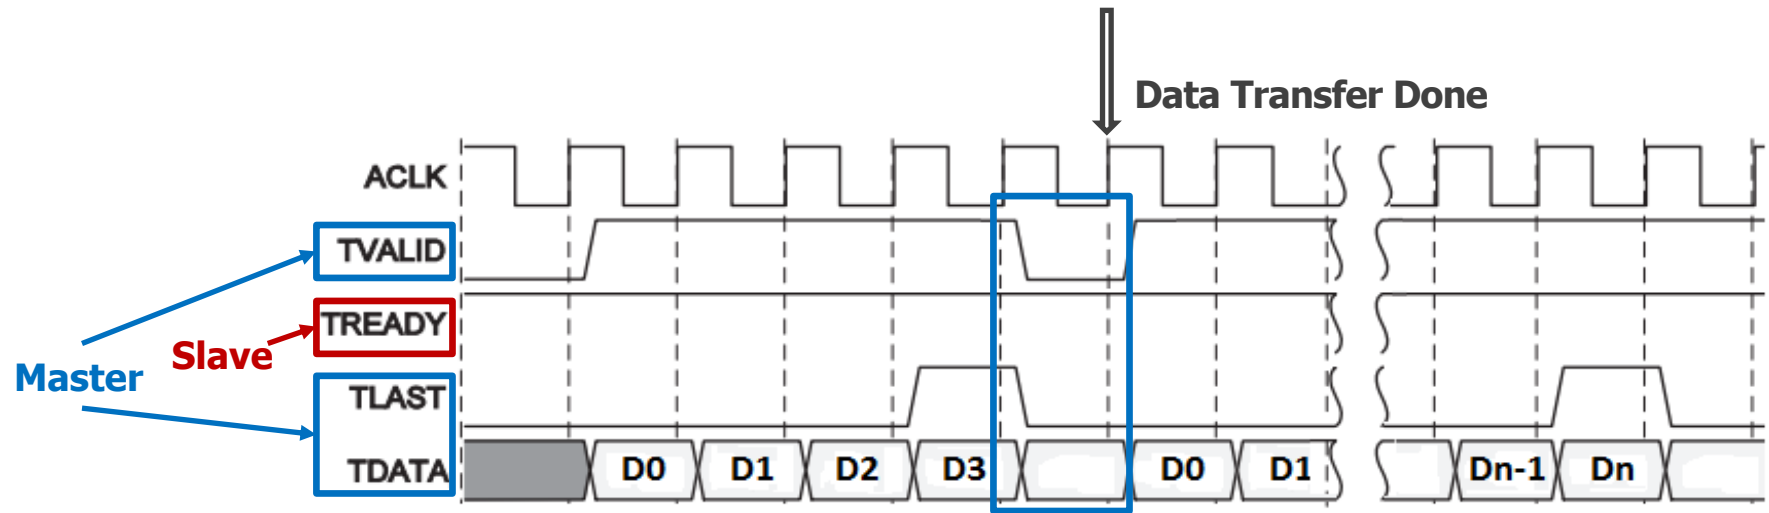 Data Transfer Done
ACLK
TVALID
TREADY
Slave
Master
TLAST
TDATA D0 D1 D2 D3 D0 D1 Dn-1 Dn